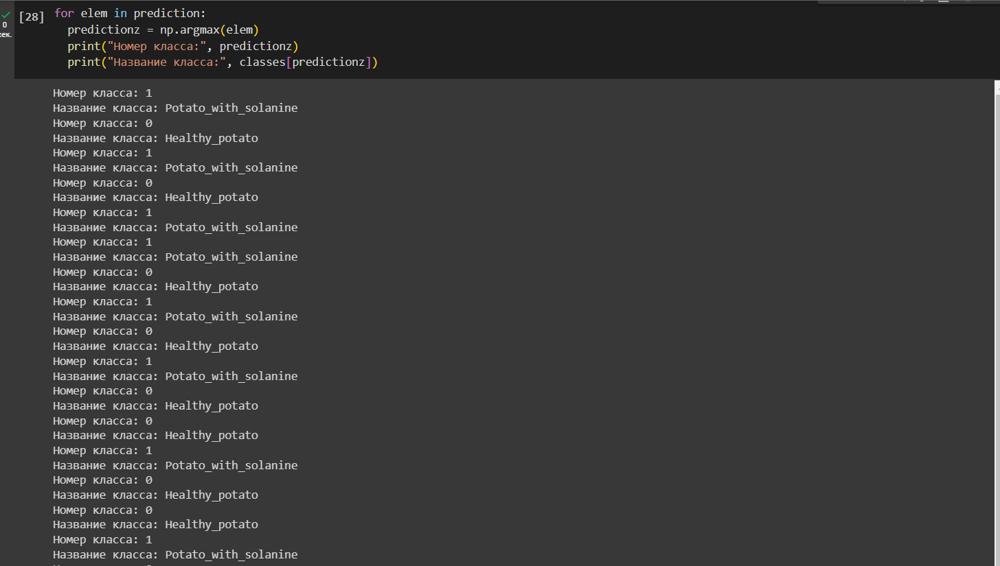 [28]
0
сек.
for elem in prediction:
  predictionz = np.argmax(elem)
  print("Номер класса:", predictionz)
  print("Название класса:", classes[predictionz])
Номер класса: 1
Название класса: Potato_with_solanine
Номер класса: 0
Название класса: Healthy_potato
Номер класса: 1
Название класса: Potato_with_solanine
Номер класса: 0
Название класса: Healthy_potato
Номер класса: 1
Название класса: Potato_with_solanine
Номер класса: 1
Название класса: Potato_with_solanine
Номер класса: 0
Название класса: Healthy_potato
Номер класса: 1
Название класса: Potato_with_solanine
Номер класса: 0
Название класса: Healthy_potato
Номер класса: 1
Название класса: Potato_with_solanine
Номер класса: 0
Название класса: Healthy_potato
Номер класса: 0
Название класса: Healthy_potato
Номер класса: 1
Название класса: Potato_with_solanine
Номер класса: 0
Название класса: Healthy_potato
Номер класса: 0
Название класса: Healthy_potato
Номер класса: 1
Название класса: Potato_with_solanine